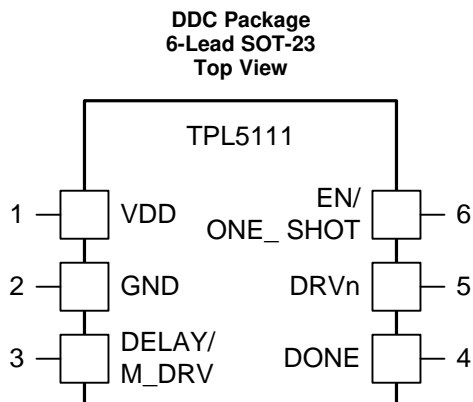 DDC Package
6-Lead SOT-23
Top View
TPL5111
1 VDD
EN/
ONE_ SHOT 6
2 GND
DRVn 5
3 DELAY/
M_DRV
DONE 4